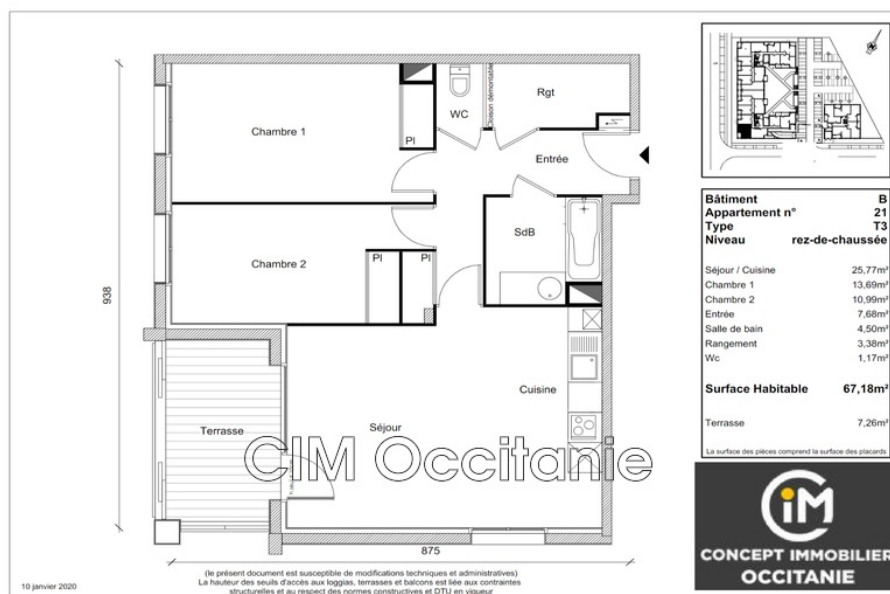 Chambre 1
Pl
WC
Cloison démontable
Rgt
Entrée
Chambre 2
Pl
Pl
SdB
938
Terrasse
Séjour
Cuisine
CIM Occitanie
875
(le présent document est susceptible de modifications techniques et administratives)
La hauteur des seuils d'accès aux loggias, terrasses et balcons est liée aux contraintes
structurelles et au respect des normes constructives et DTU en vigueur
10 janvier 2020
Bâtiment B
Appartement n° 21
Type T3
Niveau rez-de-chaussée
Séjour / Cuisine 25,77m²
Chambre 1 13,69m²
Chambre 2 10,99m²
Entrée 7,68m²
Salle de bain 4,50m²
Rangement 3,38m²
Wc 1,17m²
Surface Habitable 67,18m²
Terrasse 7,26m²
La surface des pièces comprend la surface des placards
CiM
CONCEPT IMMOBILIER
OCCITANIE